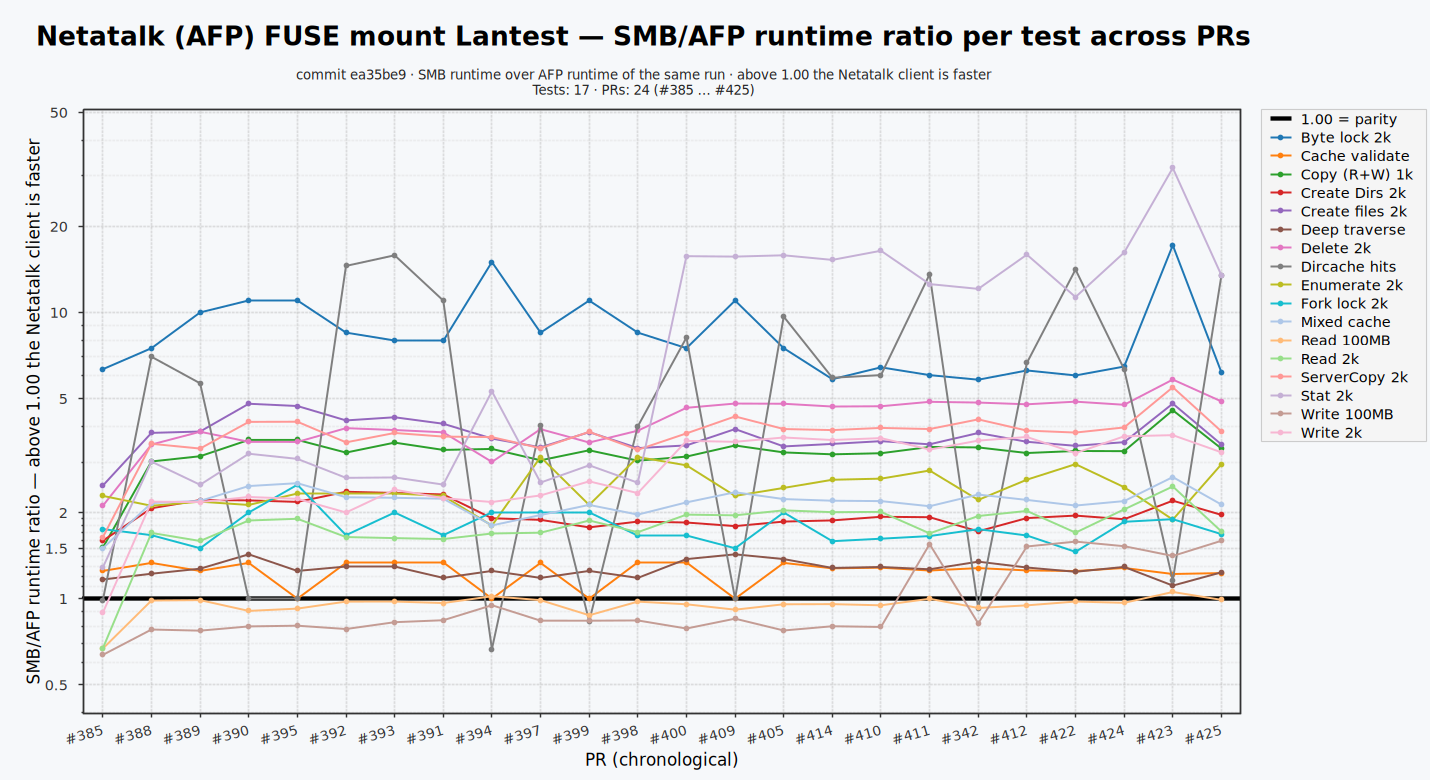 Netatalk (AFP) FUSE mount Lantest — SMB/AFP runtime ratio per test across PRs
commit ea35be9 · SMB runtime over AFP runtime of the same run · above 1.00 the Netatalk client is faster
Tests: 17 · PRs: 24 (#385 ... #425)
SMB/AFP runtime ratio — above 1.00 the Netatalk client is faster
50
20
10
5
2
1.5
1
0.5
#385
#388
#389
#390
#395
#392
#393
#391
#394
#397
#399
#398
#400
#409
#405
#414
#410
#411
#342
#412
#422
#424
#423
#425
PR (chronological)
1.00 = parity
Byte lock 2k
Cache validate
Copy (R+W) 1k
Create Dirs 2k
Create files 2k
Deep traverse
Delete 2k
Dircache hits
Enumerate 2k
Fork lock 2k
Mixed cache
Read 100MB
Read 2k
ServerCopy 2k
Stat 2k
Write 100MB
Write 2k